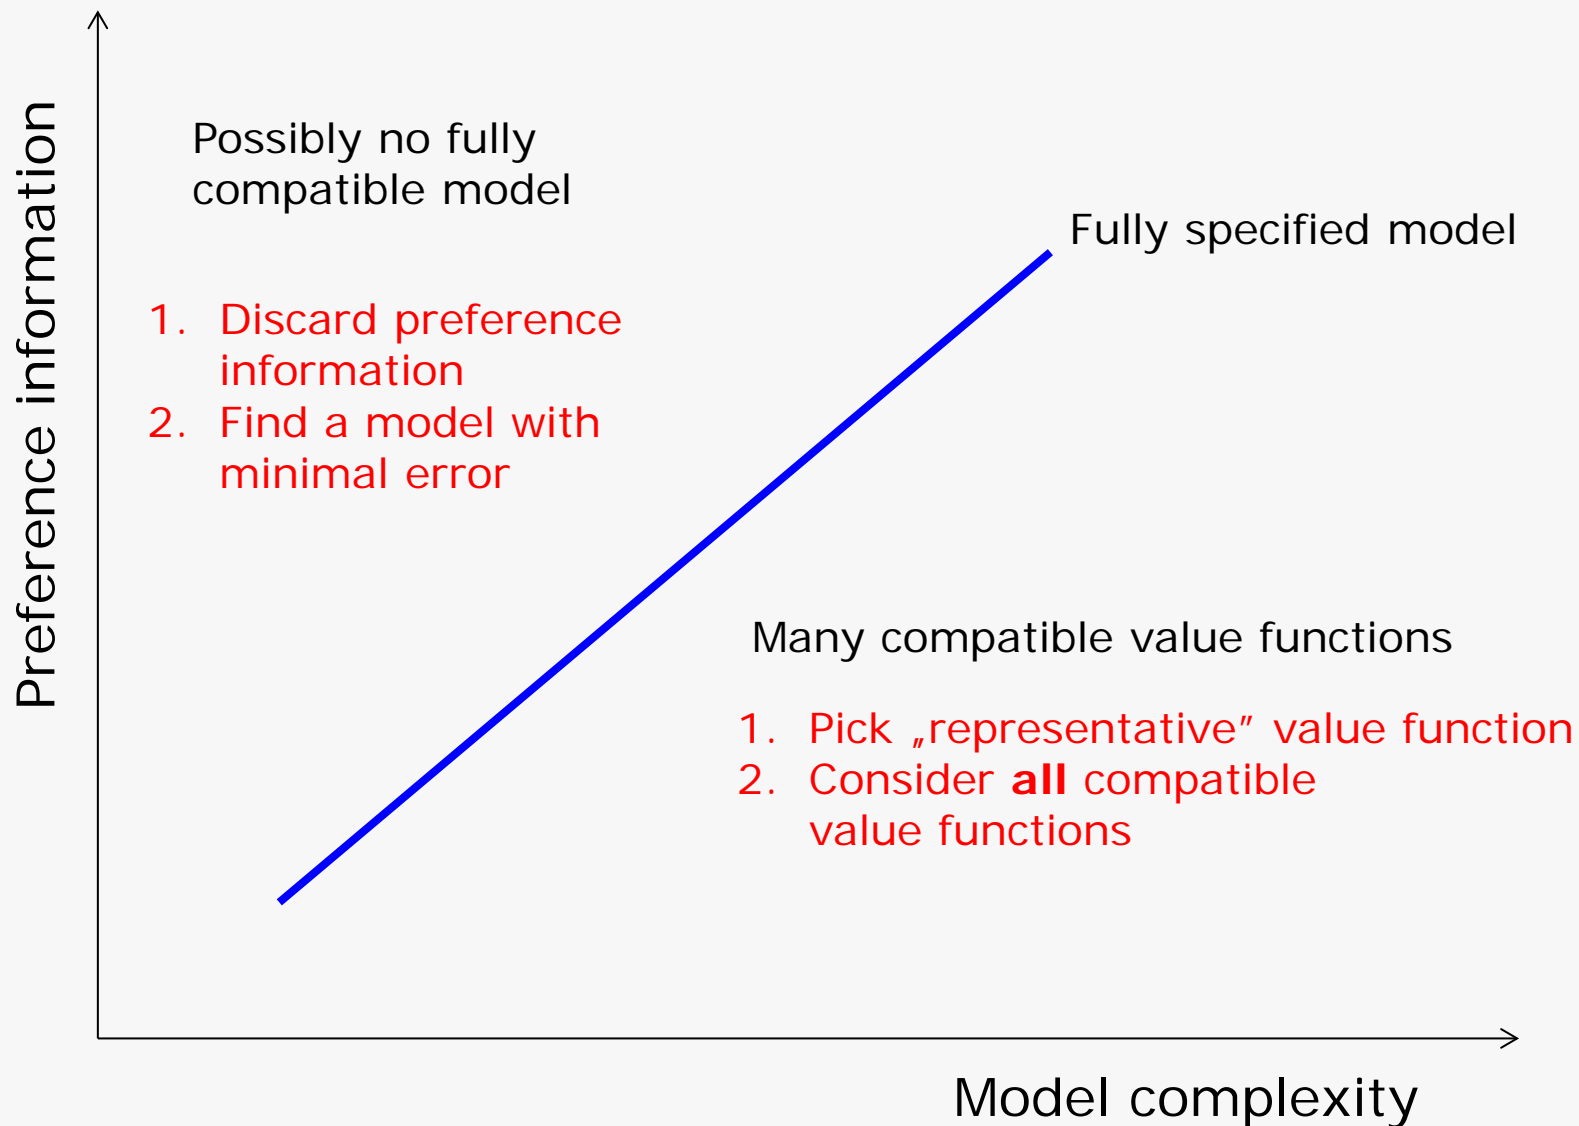 Preference information
Possibly no fully
compatible model
1. Discard preference
information
2. Find a model with
minimal error
Fully specified model
Many compatible value functions
1. Pick „representative” value function
2. Consider all compatible
value functions
Model complexity